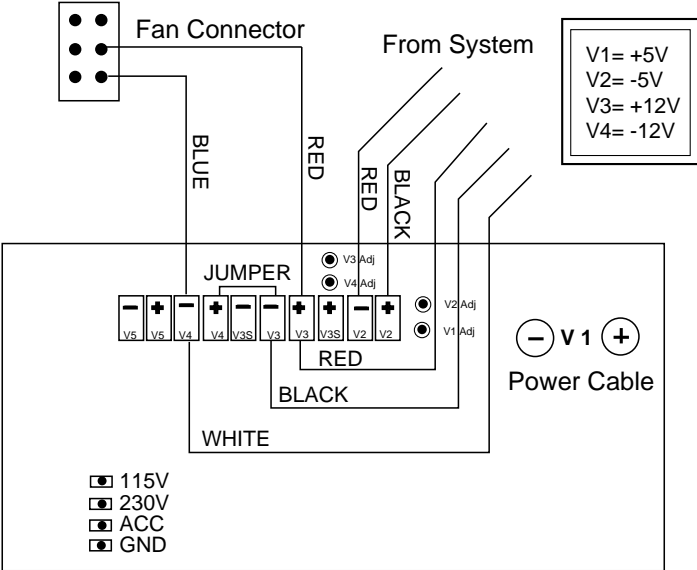 Fan Connector
From System
V1= +5V
V2= -5V
V3= +12V
V4= -12V
BLUE
RED
RED
BLACK
V3 Adj
V4 Adj
JUMPER
− + − + − − + + − +
V5 V5 V4 V4 V3S V3 V3 V3S V2 V2
V2 Adj
V1 Adj
− V 1 +
Power Cable
RED
BLACK
WHITE
115V
230V
ACC
GND